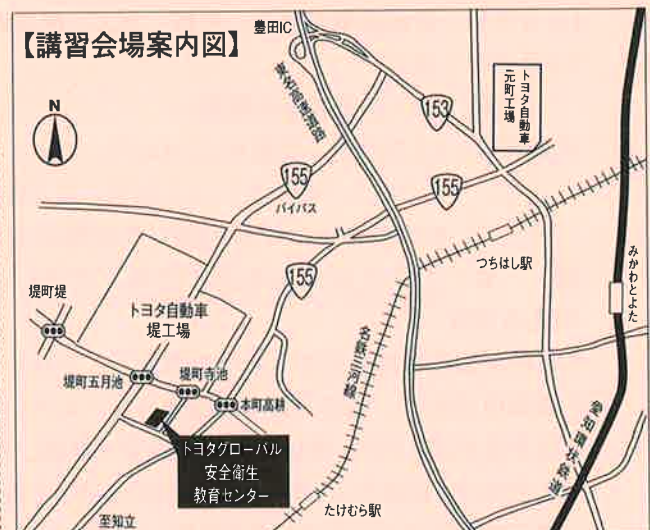 【講習会場案内図】
豊田IC
N
東名高速道路
153
トヨタ自動車
元町工場
155
バイパス
155
つちはし駅
みかわとよた
155
堤町堤
トヨタ自動車
堤工場
名鉄三河線
堤町五月池
堤町寺池
本町高耕
愛知環状鉄道
トヨタグローバル
安全衛生
教育センター
たけむら駅
至知立